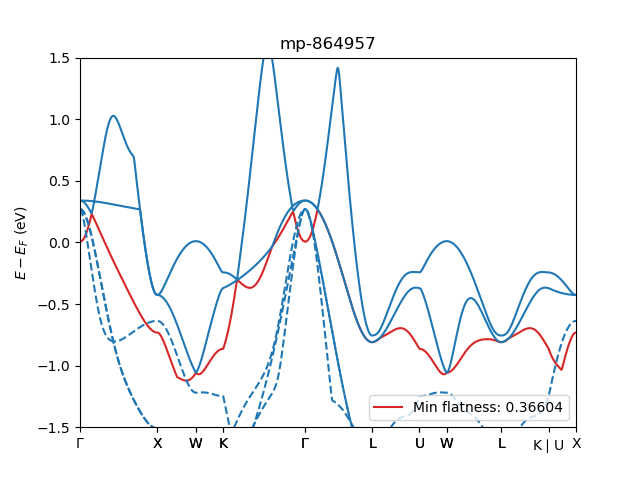 mp-864957
E − E_F (eV)
1.5
1.0
0.5
0.0
−0.5
−1.0
−1.5
Min flatness: 0.36604
Γ X W K Γ L U W L K | U X